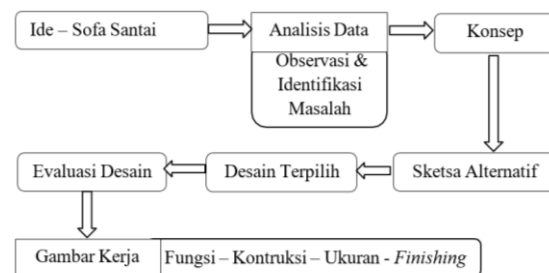 Ide – Sofa Santai
Analisis Data
Observasi &
Identifikasi
Masalah
Konsep
Sketsa Alternatif
Desain Terpilih
Evaluasi Desain
Gambar Kerja
Fungsi – Kontruksi – Ukuran - Finishing